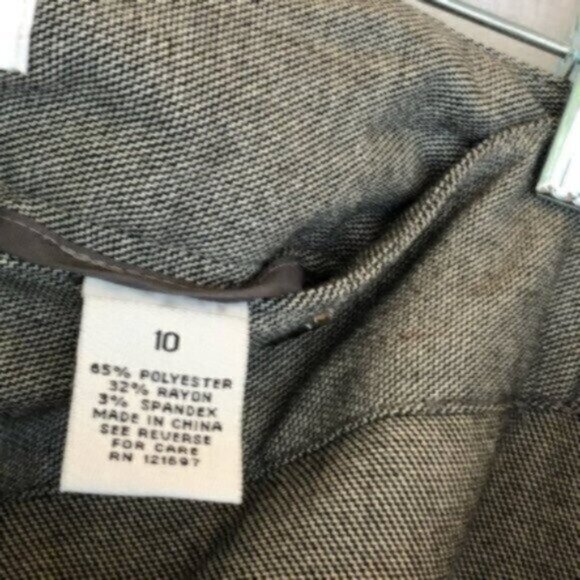 10
65% POLYESTER
32% RAYON
3% SPANDEX
MADE IN CHINA
SEE REVERSE
FOR CARE
RN 121697